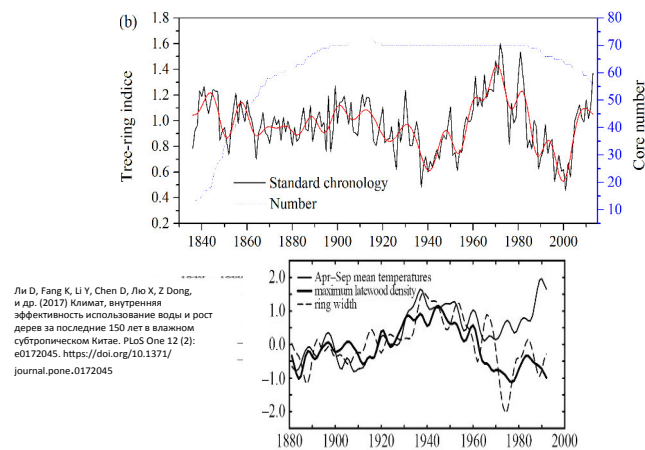 (b)
1.8
1.6
1.4
1.2
1.0
0.8
0.6
0.4
0.2
Tree-ring indice
80
70
60
50
40
30
20
10
Core number
Standard chronology
Number
1840 1860 1880 1900 1920 1940 1960 1980 2000
Ли D, Fang K, Li Y, Chen D, Лю X, Z Dong,
и др. (2017) Климат, внутренняя
эффективность использование воды и рост
дерев за последние 150 лет в влажном
субтропическом Китае. PLoS One 12 (2):
e0172045. https://doi.org/10.1371/
journal.pone.0172045
2.0
1.0
0.0
−1.0
−2.0
Apr–Sep mean temperatures
maximum latewood density
ring width
1880 1900 1920 1940 1960 1980 2000